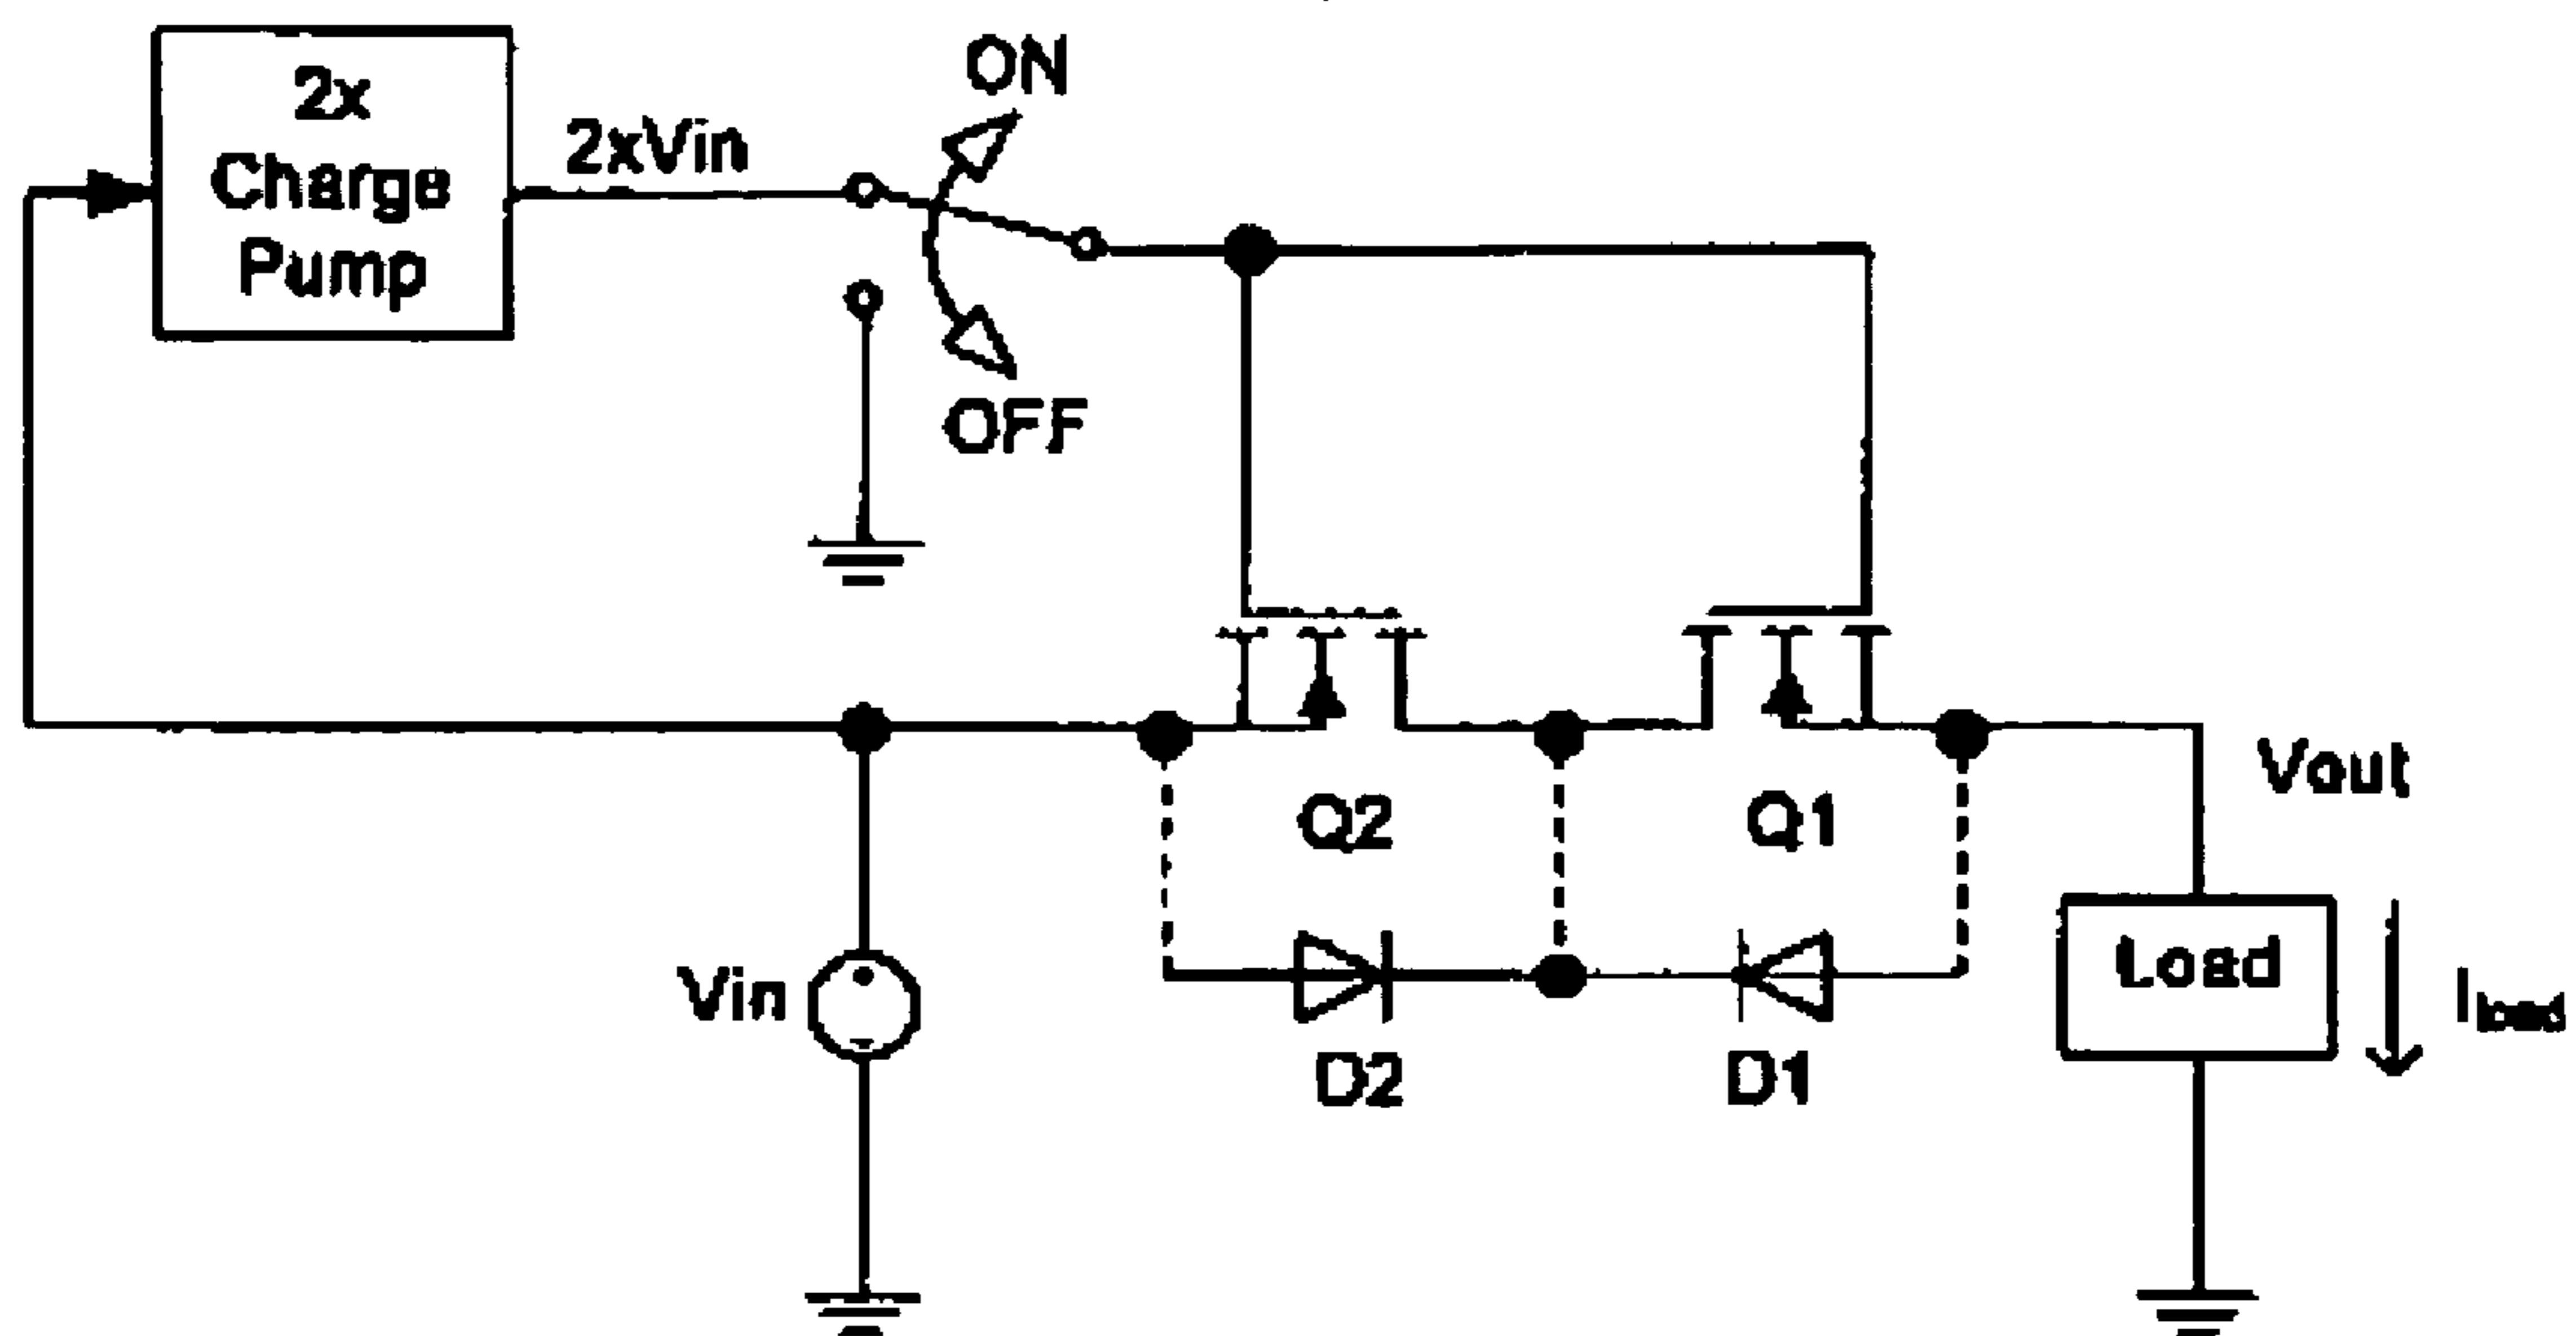 2x
Charge
Pump
2xVin
ON
OFF
Vin
Q2
Q1
D2
D1
Vout
Load
Iload